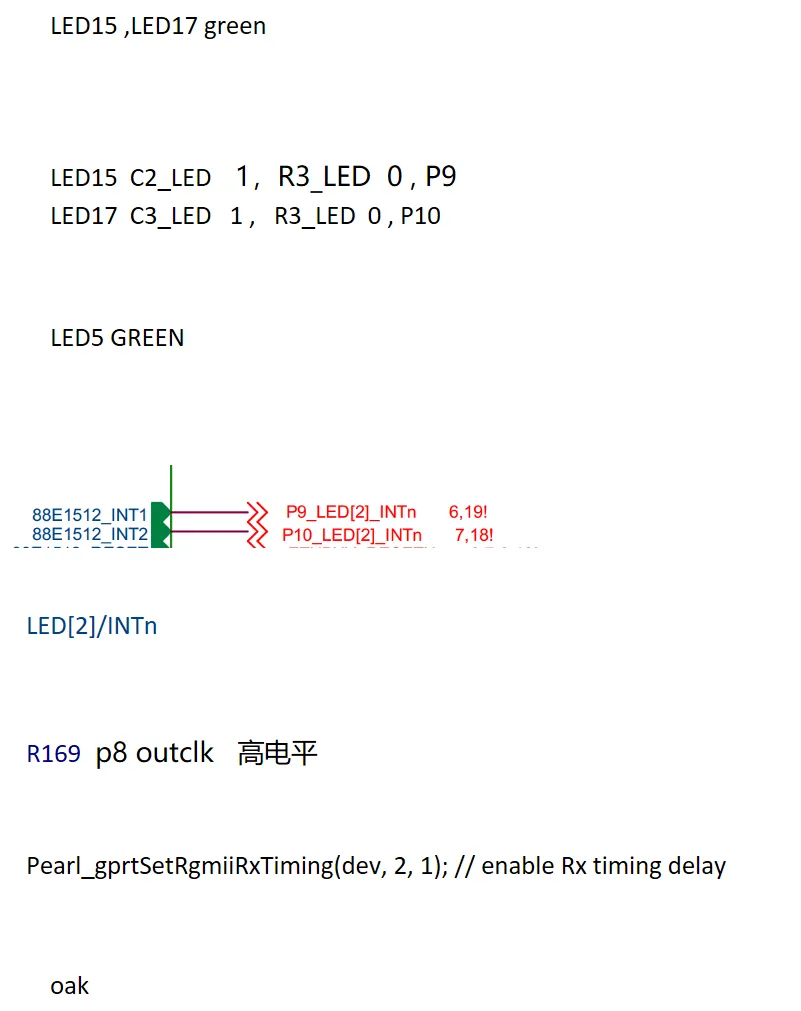 LED15 ,LED17 green
LED15 C2_LED 1 , R3_LED 0 , P9
LED17 C3_LED 1 , R3_LED 0 , P10
LED5 GREEN
88E1512_INT1 P9_LED[2]_INTn 6,19!
88E1512_INT2 P10_LED[2]_INTn 7,18!
LED[2]/INTn
R169 p8 outclk 高电平
Pearl_gprtSetRgmiiRxTiming(dev, 2, 1); // enable Rx timing delay
oak